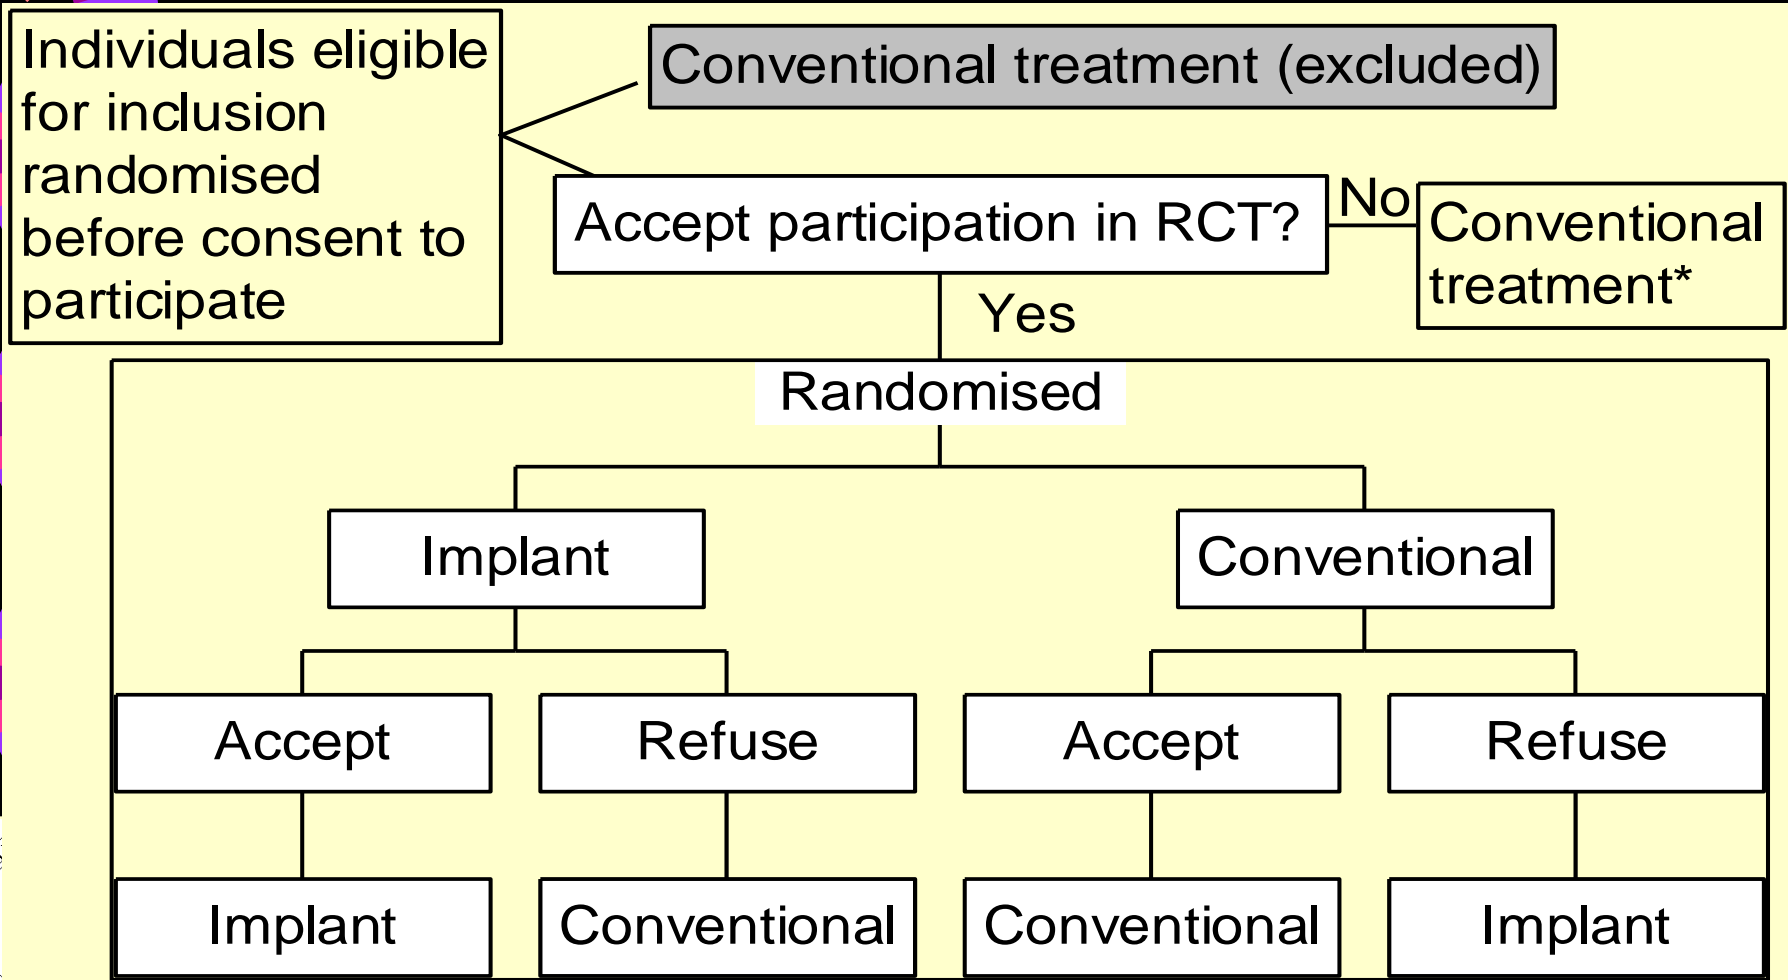 Individuals eligible
for inclusion
randomised
before consent to
participate
Conventional treatment (excluded)
Accept participation in RCT?
No
Conventional
treatment*
Yes
Randomised
Implant
Conventional
Accept
Refuse
Accept
Refuse
Implant
Conventional
Conventional
Implant